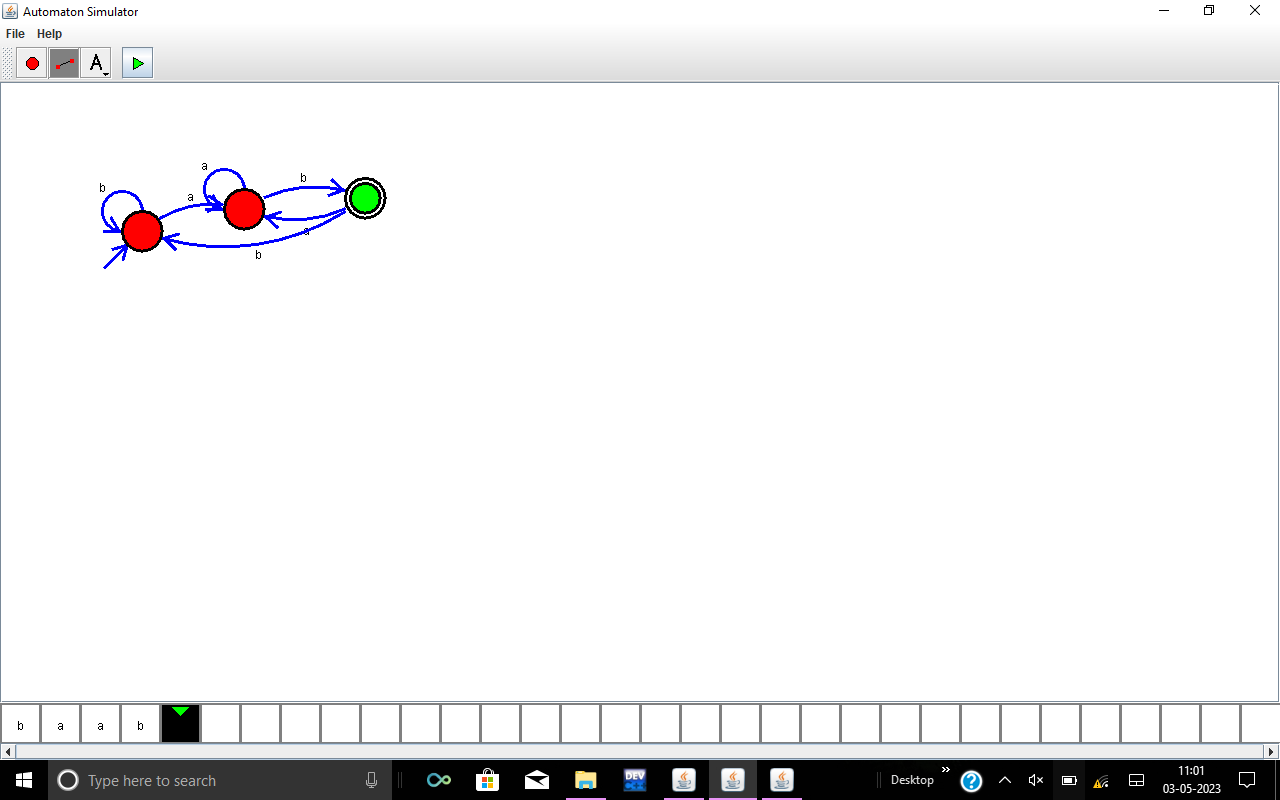 Automaton Simulator
File Help
A
a
b
b
a
a
b
b a a b
Type here to search
DEV
Desktop
11:01
03-05-2023